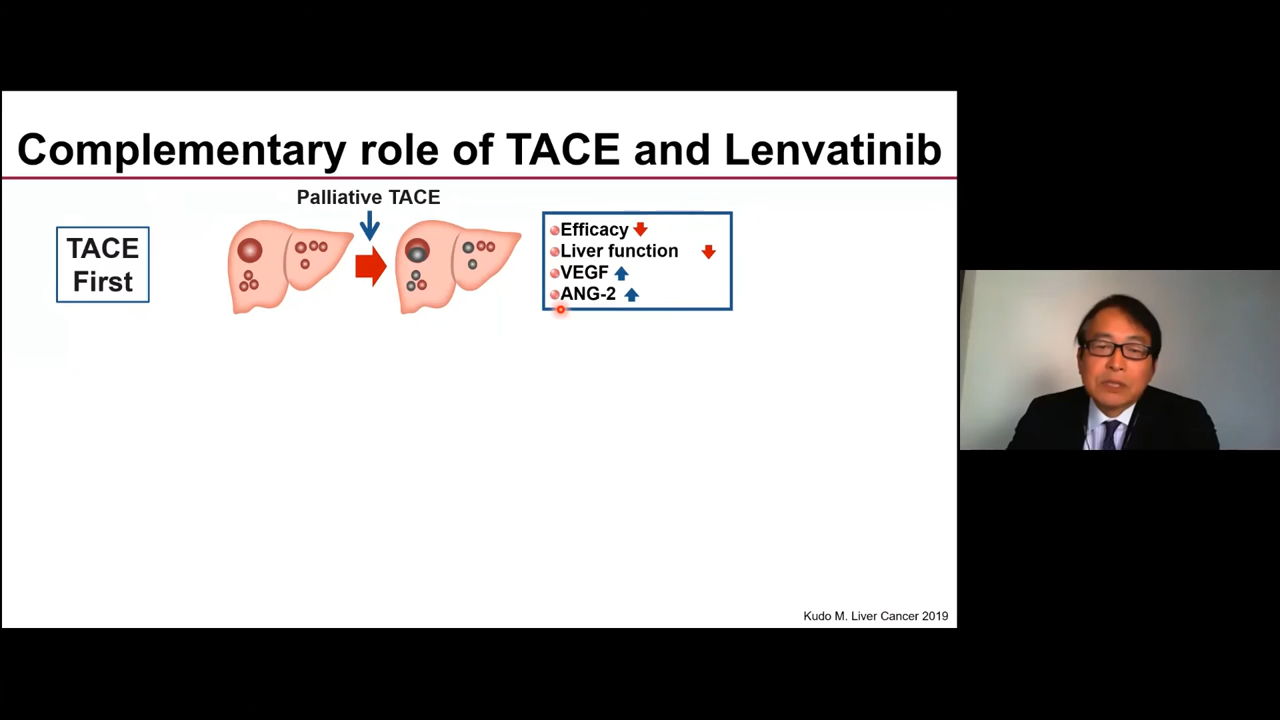 Complementary role of TACE and Lenvatinib
Palliative TACE
TACE
First
Efficacy
Liver function
VEGF
ANG-2
Kudo M. Liver Cancer 2019